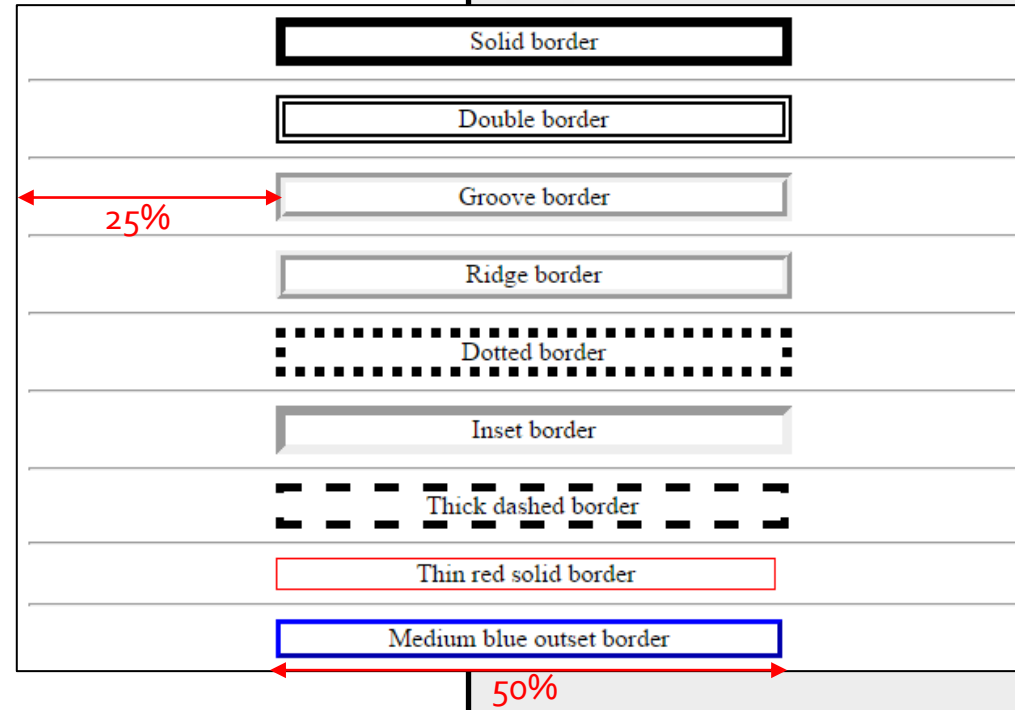 Solid border
Double border
Groove border
25%
Ridge border
Dotted border
Inset border
Thick dashed border
Thin red solid border
Medium blue outset border
50%